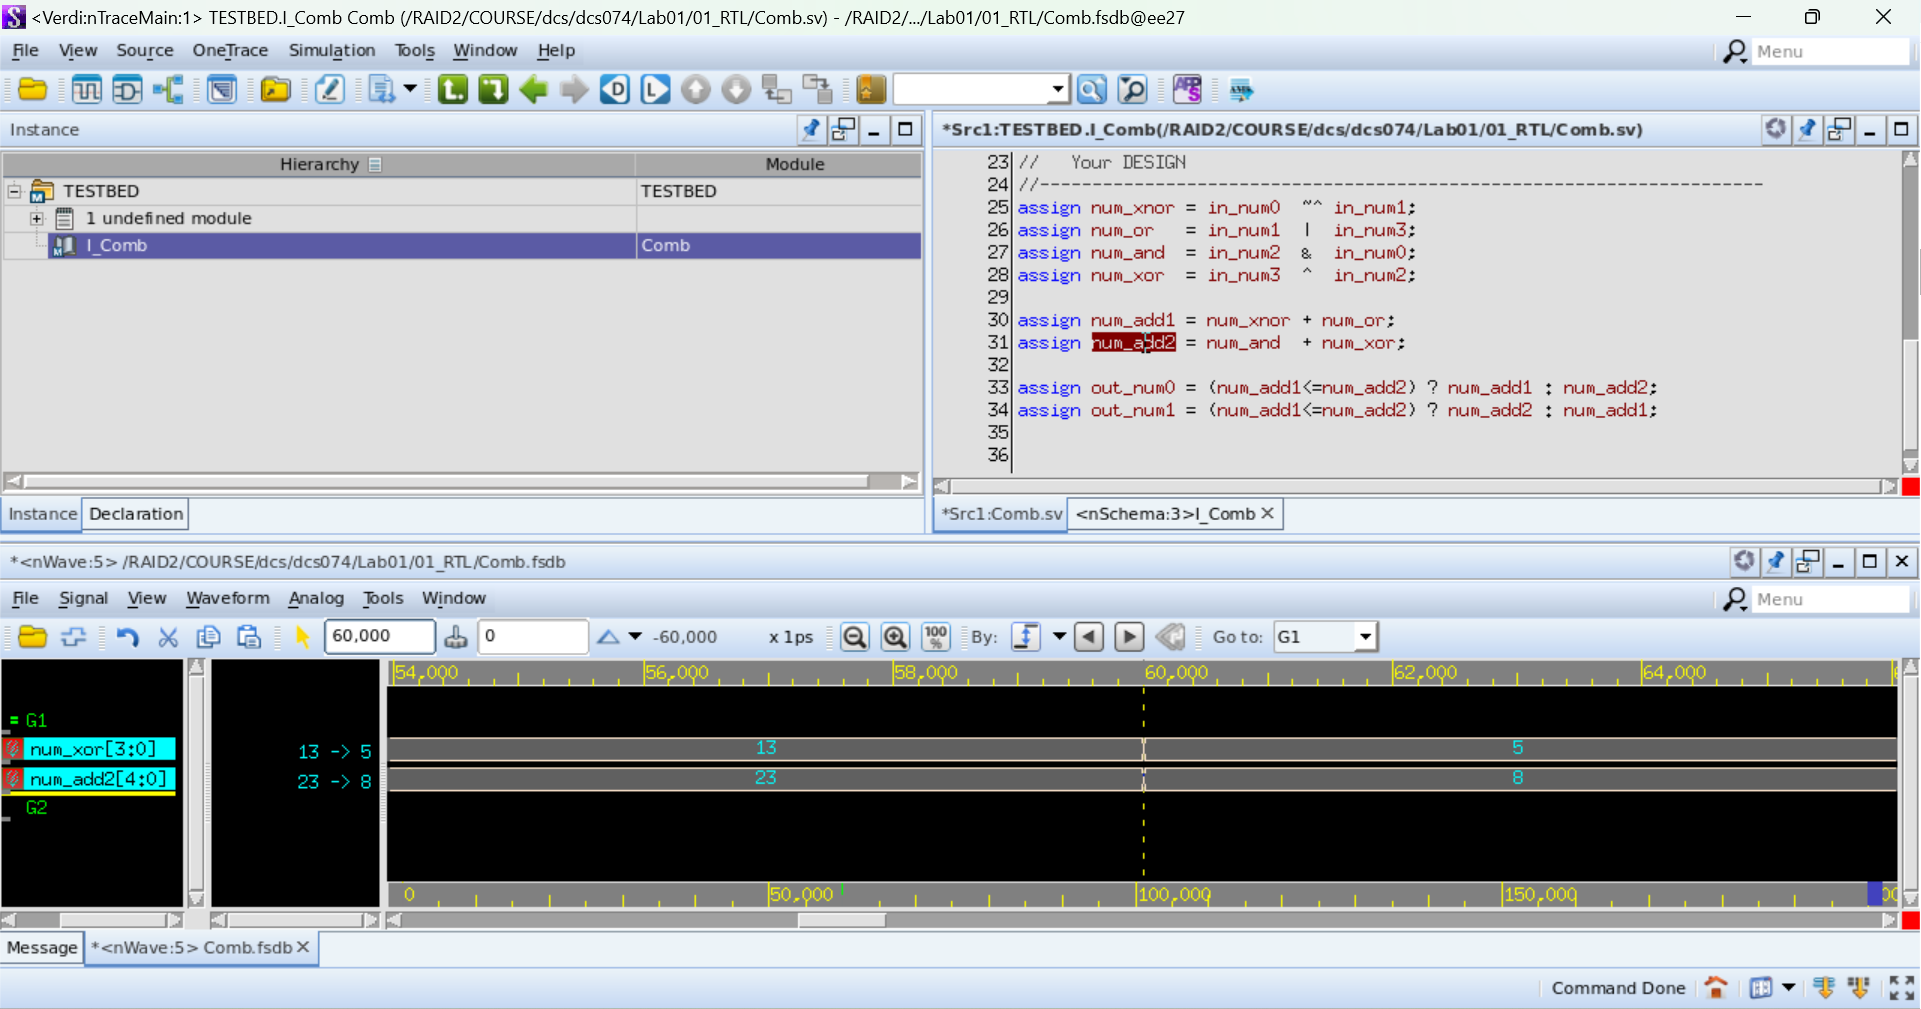 <Verdi:nTraceMain:1> TESTBED.I_Comb Comb (/RAID2/COURSE/dcs/dcs074/Lab01/01_RTL/Comb.sv) - /RAID2/.../Lab01/01_RTL/Comb.fsdb@ee27
File View Source OneTrace Simulation Tools Window Help
Menu
Instance
Hierarchy Module
TESTBED TESTBED
1 undefined module
I_Comb Comb
Instance Declaration
*Src1:TESTBED.I_Comb(/RAID2/COURSE/dcs/dcs074/Lab01/01_RTL/Comb.sv)
23 // Your DESIGN
24 //---------------------------------------------------------------------
25 assign num_xnor = in_num0 ~^ in_num1;
26 assign num_or = in_num1 | in_num3;
27 assign num_and = in_num2 & in_num0;
28 assign num_xor = in_num3 ^ in_num2;
29
30 assign num_add1 = num_xnor + num_or;
31 assign num_add2 = num_and + num_xor;
32
33 assign out_num0 = (num_add1<=num_add2) ? num_add1 : num_add2;
34 assign out_num1 = (num_add1<=num_add2) ? num_add2 : num_add1;
35
36
*Src1:Comb.sv <nSchema:3>I_Comb
*<nWave:5> /RAID2/COURSE/dcs/dcs074/Lab01/01_RTL/Comb.fsdb
File Signal View Waveform Analog Tools Window
Menu
60,000 0 -60,000 x 1ps 100 % By: Go to: G1
54,000 56,000 58,000 60,000 62,000 64,000
= G1
num_xor[3:0] 13 -> 5 13 5
num_add2[4:0] 23 -> 8 23 8
G2
0 50,000 100,000 150,000
Message *<nWave:5> Comb.fsdb
Command Done